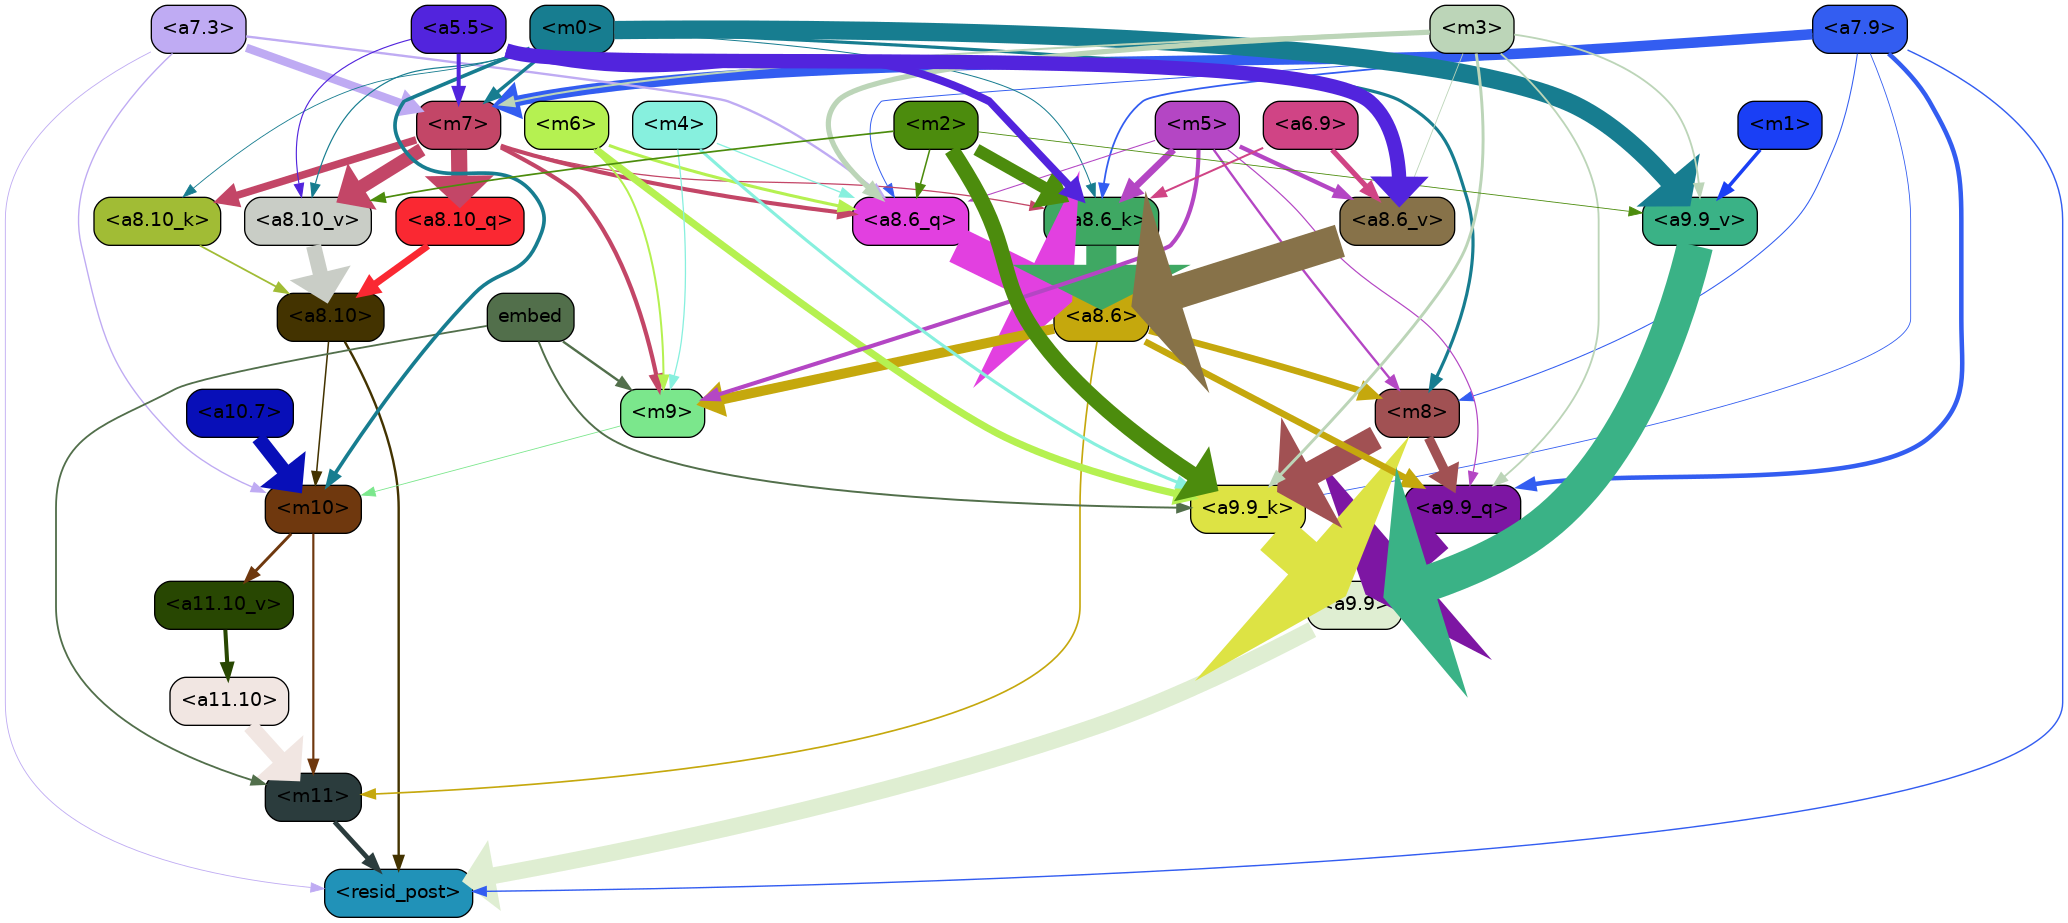 <a7.3>
<a5.5>
<m0>
<m3>
<a7.9>
<m7>
<m6>
<m4>
<m2>
<m5>
<a6.9>
<m1>
<a8.10_k>
<a8.10_v>
<a8.10_q>
<a8.6_q>
<a8.6_k>
<a8.6_v>
<a9.9_v>
<a8.10>
embed
<a8.6>
<a10.7>
<m9>
<m8>
<m10>
<a9.9_k>
<a9.9_q>
<a11.10_v>
<a9.9>
<a11.10>
<m11>
<resid_post>